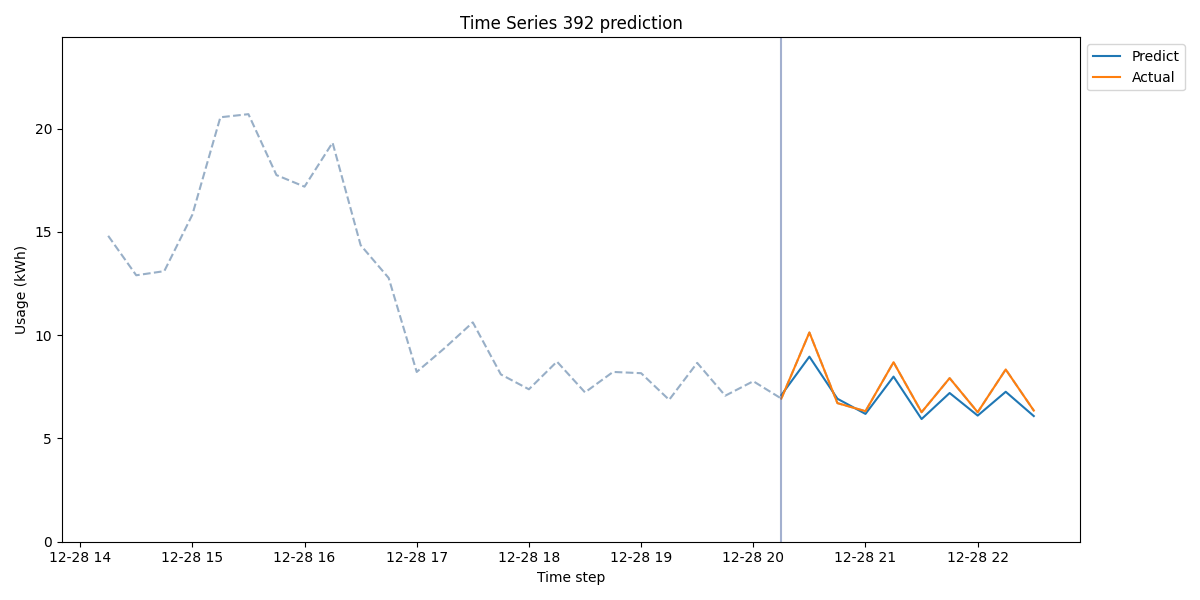 Time Series 392 prediction
Predict
Actual
Usage (kWh)
20
15
10
5
0
12-28 14 12-28 15 12-28 16 12-28 17 12-28 18 12-28 19 12-28 20 12-28 21 12-28 22
Time step